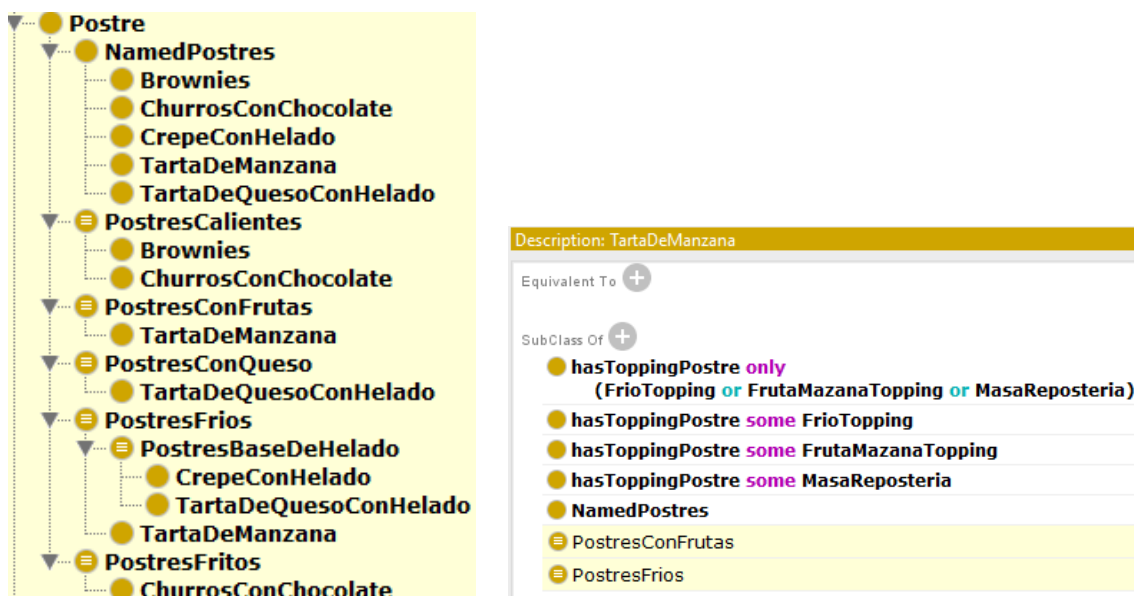 Postre
NamedPostres
Brownies
ChurrosConChocolate
CrepeConHelado
TartaDeManzana
TartaDeQuesoConHelado
PostresCalientes
Brownies
ChurrosConChocolate
PostresConFrutas
TartaDeManzana
PostresConQueso
TartaDeQuesoConHelado
PostresFrios
PostresBaseDeHelado
CrepeConHelado
TartaDeQuesoConHelado
TartaDeManzana
PostresFritos
ChurrosConChocolate
Description: TartaDeManzana
Equivalent To
SubClass Of
hasToppingPostre only
(FrioTopping or FrutaMazanaTopping or MasaReposteria)
hasToppingPostre some FrioTopping
hasToppingPostre some FrutaMazanaTopping
hasToppingPostre some MasaReposteria
NamedPostres
PostresConFrutas
PostresFrios